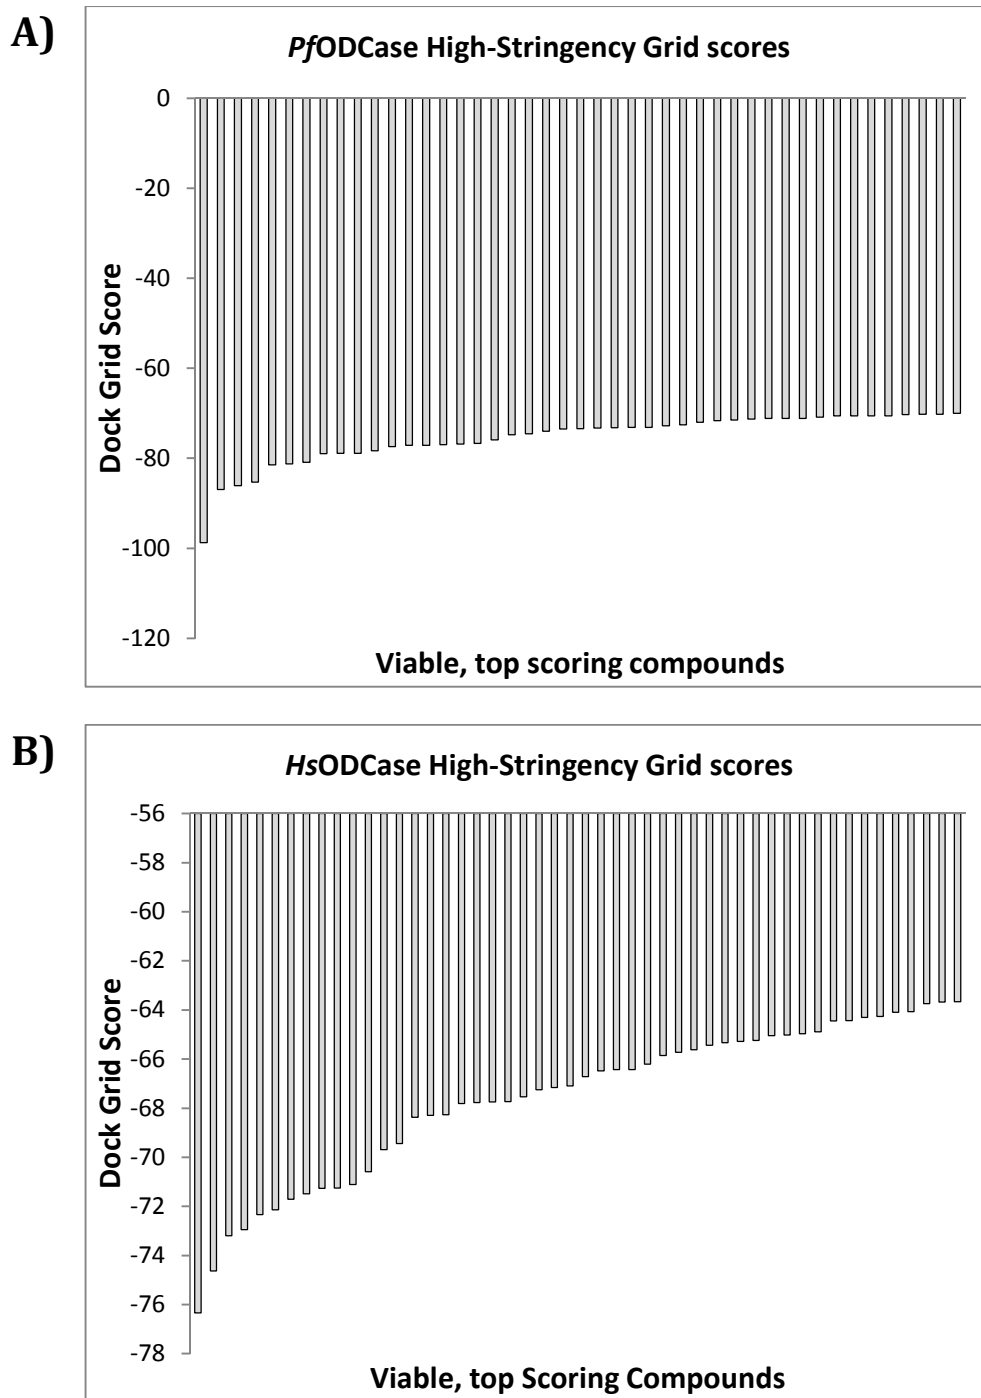 A)
PfODCase High-Stringency Grid scores
0
-20
-40
-60
-80
-100
-120
Dock Grid Score
Viable, top scoring compounds
B)
HsODCase High-Stringency Grid scores
-56
-58
-60
-62
-64
-66
-68
-70
-72
-74
-76
-78
Dock Grid Score
Viable, top Scoring Compounds